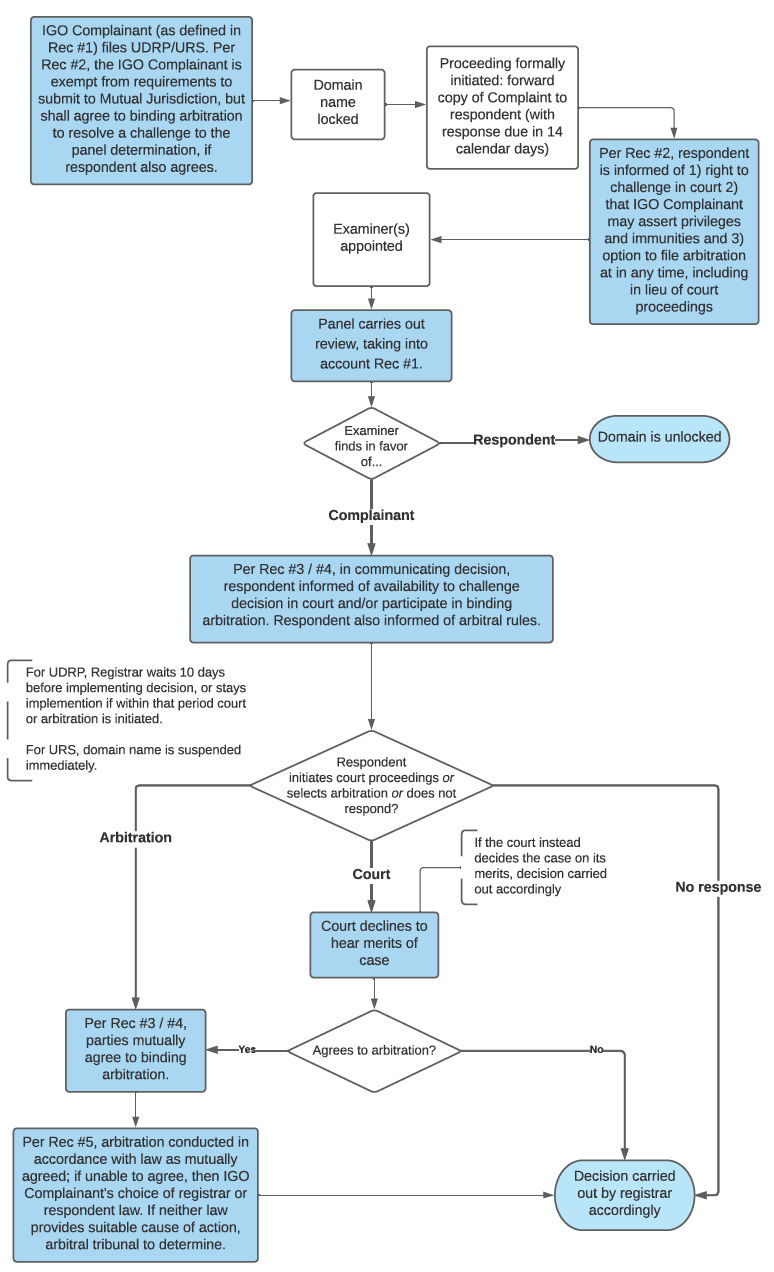 IGO Complainant (as defined in
Rec #1) files UDRP/URS. Per
Rec #2, the IGO Complainant is
exempt from requirements to
submit to Mutual Jurisdiction, but
shall agree to binding arbitration
to resolve a challenge to the
panel determination, if
respondent also agrees.
Domain
name
locked
Proceeding formally
initiated: forward
copy of Complaint to
respondent (with
response due in 14
calendar days)
Per Rec #2, respondent
is informed of 1) right to
challenge in court 2)
that IGO Complainant
may assert privileges
and immunities and 3)
option to file arbitration
at in any time, including
in lieu of court
proceedings
Examiner(s)
appointed
Panel carries out
review, taking into
account Rec #1.
Examiner
finds in favor
of...
Respondent
Domain is unlocked
Complainant
Per Rec #3 / #4, in communicating decision,
respondent informed of availability to challenge
decision in court and/or participate in binding
arbitration. Respondent also informed of arbitral rules.
For UDRP, Registrar waits 10 days
before implementing decision, or stays
implemention if within that period court
or arbitration is initiated.
For URS, domain name is suspended
immediately.
Respondent
initiates court proceedings or
selects arbitration or does not
respond?
Arbitration
Court
No response
If the court instead
decides the case on its
merits, decision carried
out accordingly
Court declines to
hear merits of
case
Per Rec #3 / #4,
parties mutually
agree to binding
arbitration.
Yes
Agrees to arbitration?
No
Per Rec #5, arbitration conducted in
accordance with law as mutually
agreed; if unable to agree, then IGO
Complainant's choice of registrar or
respondent law. If neither law
provides suitable cause of action,
arbitral tribunal to determine.
Decision carried
out by registrar
accordingly